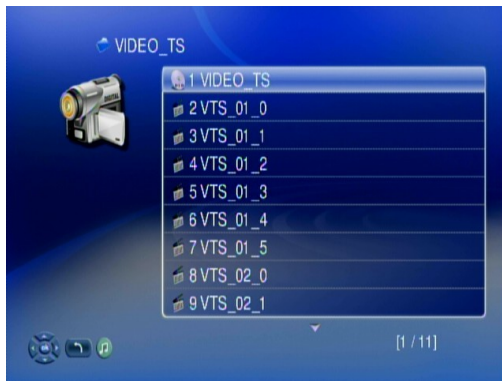 VIDEO_TS
1 VIDEO_TS
2 VTS_01_0
3 VTS_01_1
4 VTS_01_2
5 VTS_01_3
6 VTS_01_4
7 VTS_01_5
8 VTS_02_0
9 VTS_02_1
[1 / 11]